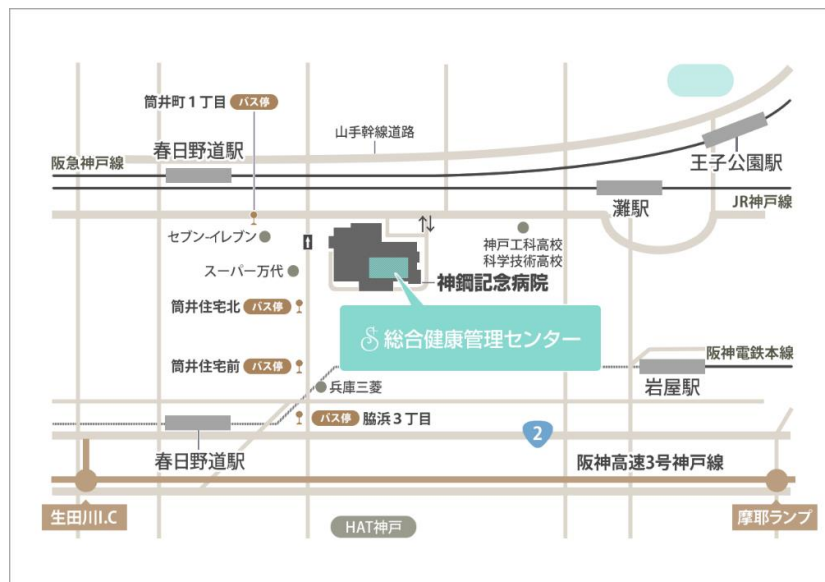 筒井町1丁目 バス停
山手幹線道路
春日野道駅
阪急神戸線
王子公園駅
灘駅
JR神戸線
セブン-イレブン
神戸工科高校
科学技術高校
スーパー万代
神鋼記念病院
筒井住宅北 バス停
総合健康管理センター
阪神電鉄本線
筒井住宅前 バス停
岩屋駅
兵庫三菱
バス停 脇浜3丁目
2
春日野道駅
阪神高速3号神戸線
生田川I.C
摩耶ランプ
HAT神戸